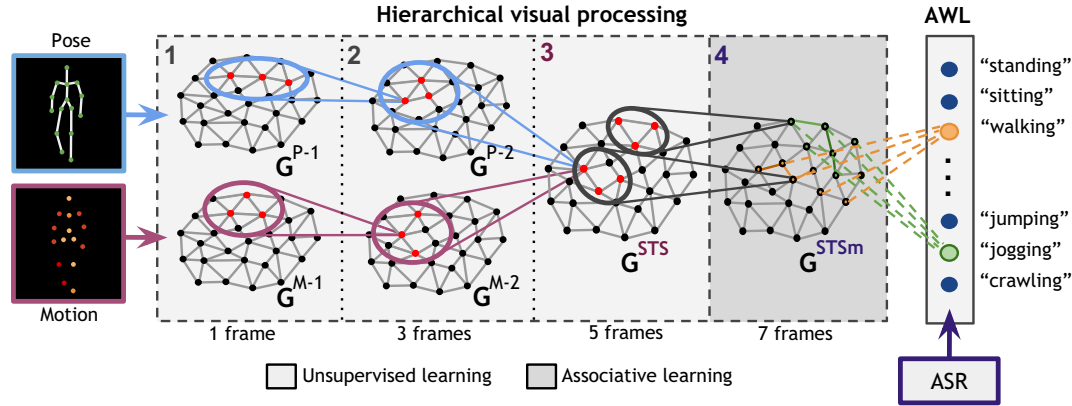 Hierarchical visual processing
AWL
Pose
1
2
3
4
G P-1
G P-2
G M-1
G M-2
G STS
G STSm
Motion
1 frame
3 frames
5 frames
7 frames
“standing”
“sitting”
“walking”
“jumping”
“jogging”
“crawling”
Unsupervised learning
Associative learning
ASR